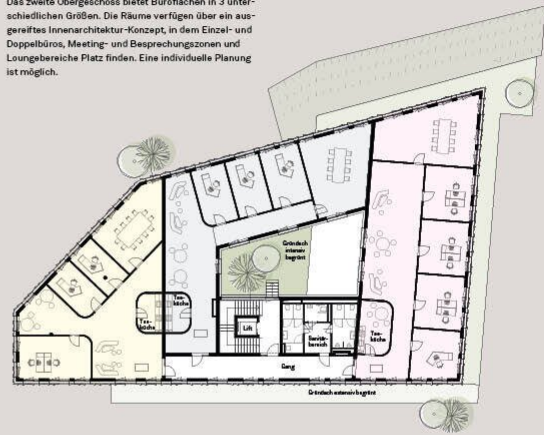 Das zweite Obergeschoss bietet Büroflächen in 3 unter-
schiedlichen Größen. Die Räume verfügen über ein aus-
gereiftes Innenarchitektur-Konzept, in dem Einzel- und
Doppelbüros, Meeting- und Besprechungszonen und
Loungebereiche Platz finden. Eine individuelle Planung
ist möglich.
Gründach
intensiv
begrünt
Tee-
küche
Tee-
küche
Lift
Sanitär-
bereich
Tee-
küche
Gang
Gründach extensiv begrünt